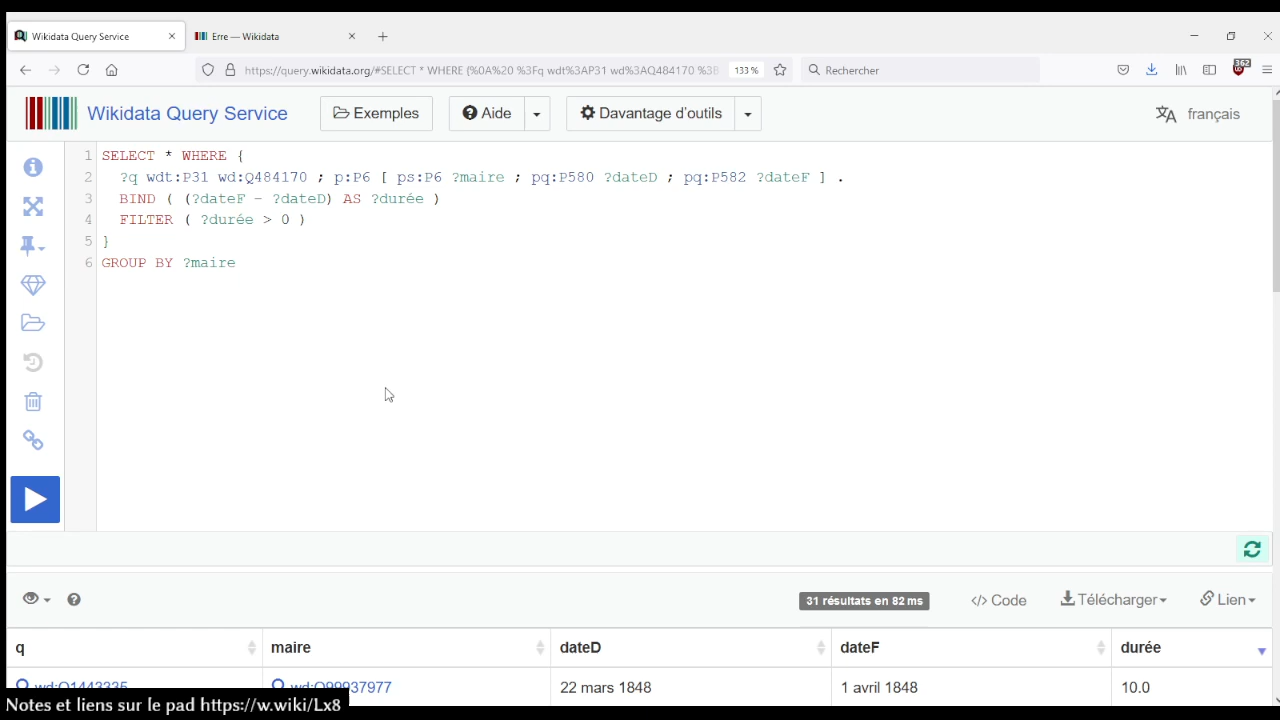 Wikidata Query Service
Erre — Wikidata
https://query.wikidata.org/#SELECT * WHERE {%0A%20 %3Fq wdt%3AP31 wd%3AQ484170 %3B
133 %
Rechercher
362
Wikidata Query Service
Exemples
Aide
Davantage d'outils
français
1 SELECT * WHERE {
2 ?q wdt:P31 wd:Q484170 ; p:P6 [ ps:P6 ?maire ; pq:P580 ?dateD ; pq:P582 ?dateF ] .
3 BIND ( (?dateF - ?dateD) AS ?durée )
4 FILTER ( ?durée > 0 )
5 }
6 GROUP BY ?maire
31 résultats en 82 ms
</> Code
Télécharger
Lien
q maire dateD dateF durée
wd:Q1443335 wd:Q99937977 22 mars 1848 1 avril 1848 10.0
Notes et liens sur le pad https://w.wiki/Lx8